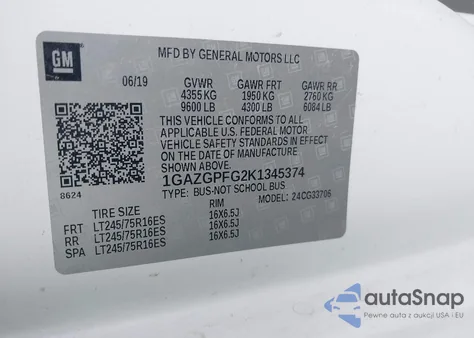 GM
MFD BY GENERAL MOTORS LLC
06/19 GVWR GAWR FRT GAWR RR
4355 KG 1950 KG 2760 KG
9600 LB 4300 LB 6084 LB
THIS VEHICLE CONFORMS TO ALL
APPLICABLE U.S. FEDERAL MOTOR
VEHICLE SAFETY STANDARDS IN EFFECT
ON THE DATE OF MANUFACTURE SHOWN ABOVE.
1GAZGPFG2K1345374
8624 TYPE: BUS-NOT SCHOOL BUS MODEL: 24CG33706
TIRE SIZE RIM
FRT LT245/75R16ES 16X6.5J
RR LT245/75R16ES 16X6.5J
SPA LT245/75R16ES 16X6.5J
autoSnap
Pewne auta z USA i EU